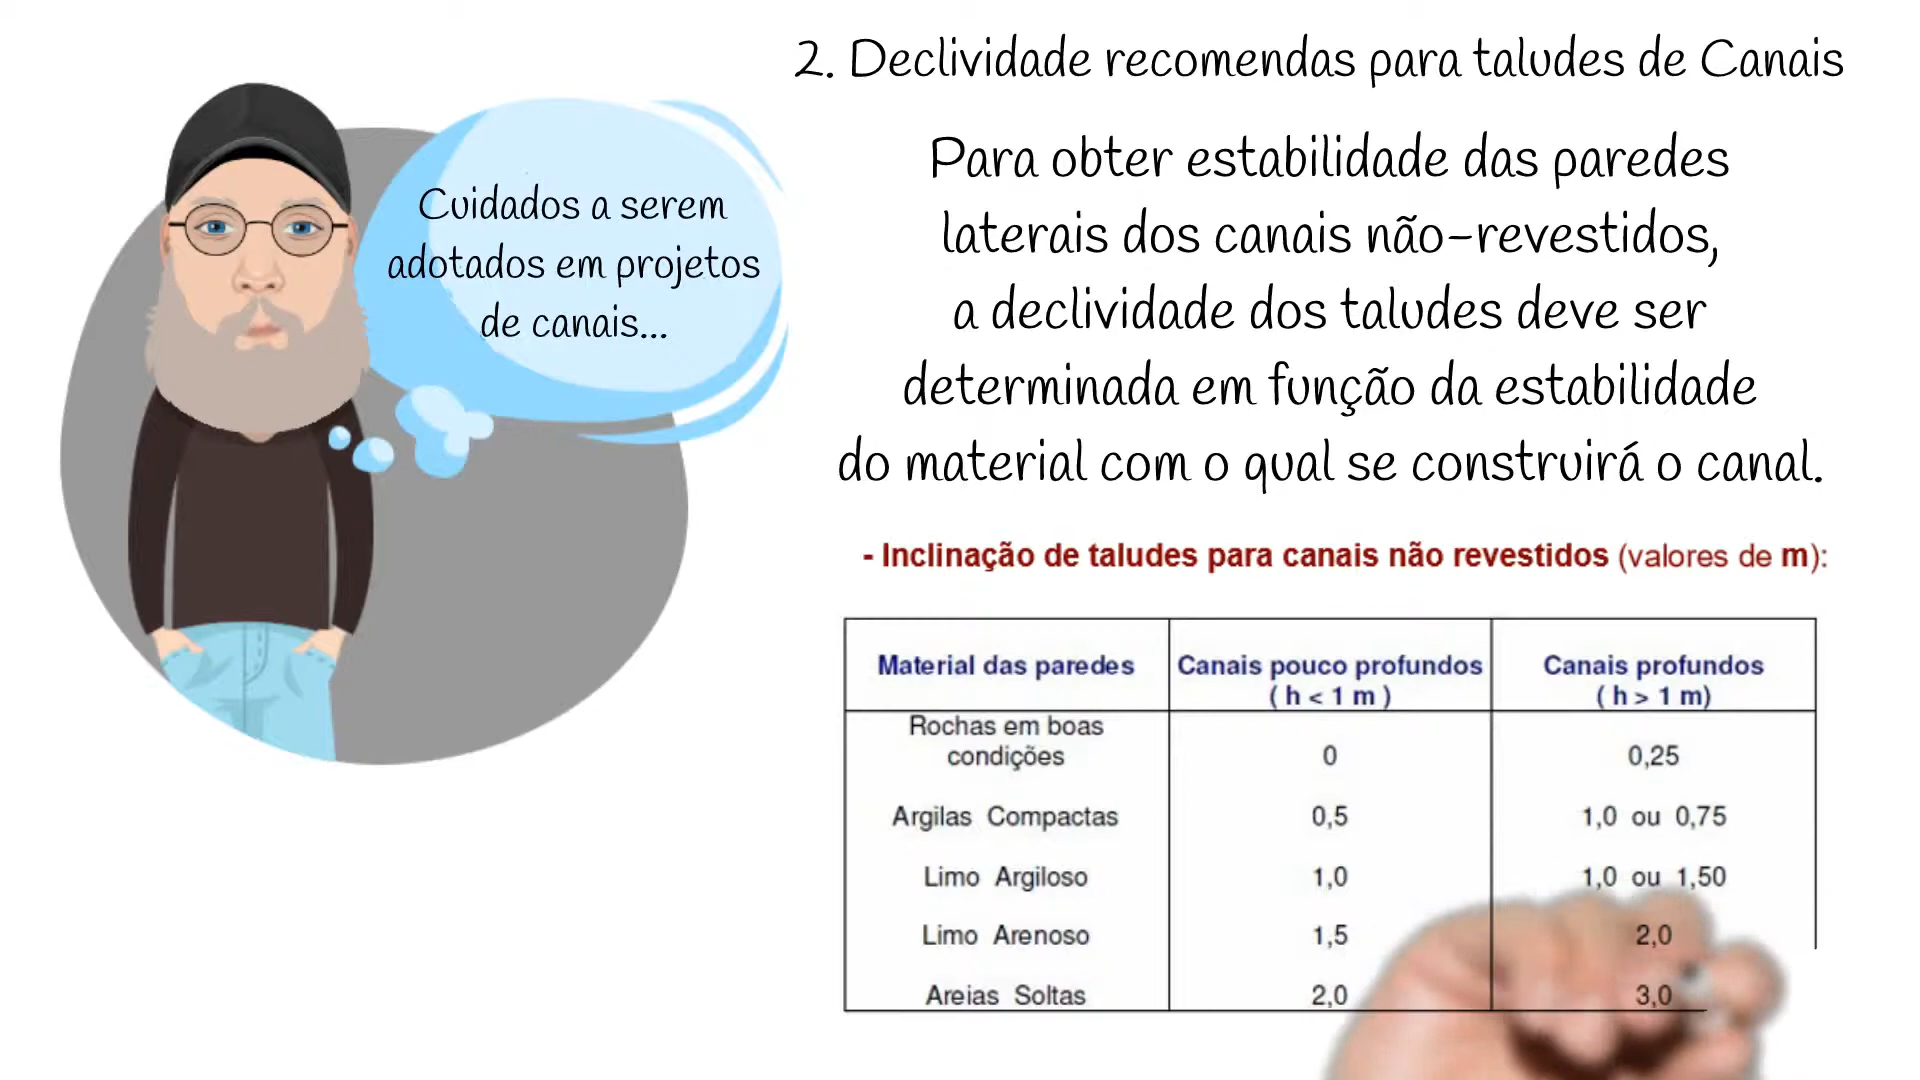 2. Declividade recomendas para taludes de Canais
Cuidados a serem
adotados em projetos
de canais...
Para obter estabilidade das paredes
laterais dos canais não-revestidos,
a declividade dos taludes deve ser
determinada em função da estabilidade
do material com o qual se construirá o canal.
- Inclinação de taludes para canais não revestidos (valores de m):
Material das paredes Canais pouco profundos Canais profundos
( h < 1 m ) ( h > 1 m)
Rochas em boas
condições 0 0,25
Argilas Compactas 0,5 1,0 ou 0,75
Limo Argiloso 1,0 1,0 ou 1,50
Limo Arenoso 1,5 2,0
Areias Soltas 2,0 3,0